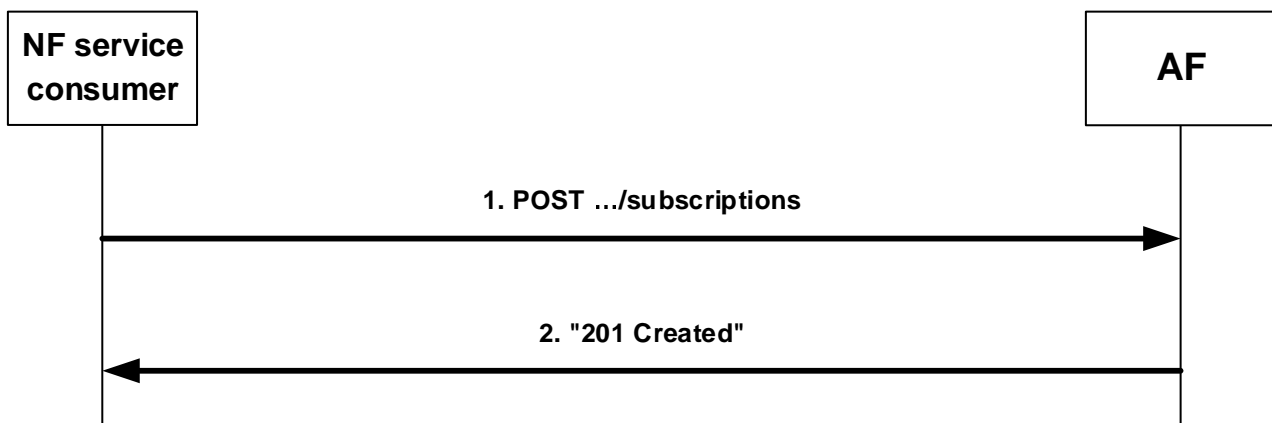 NF service
consumer
AF
1. POST .../subscriptions
2. "201 Created"